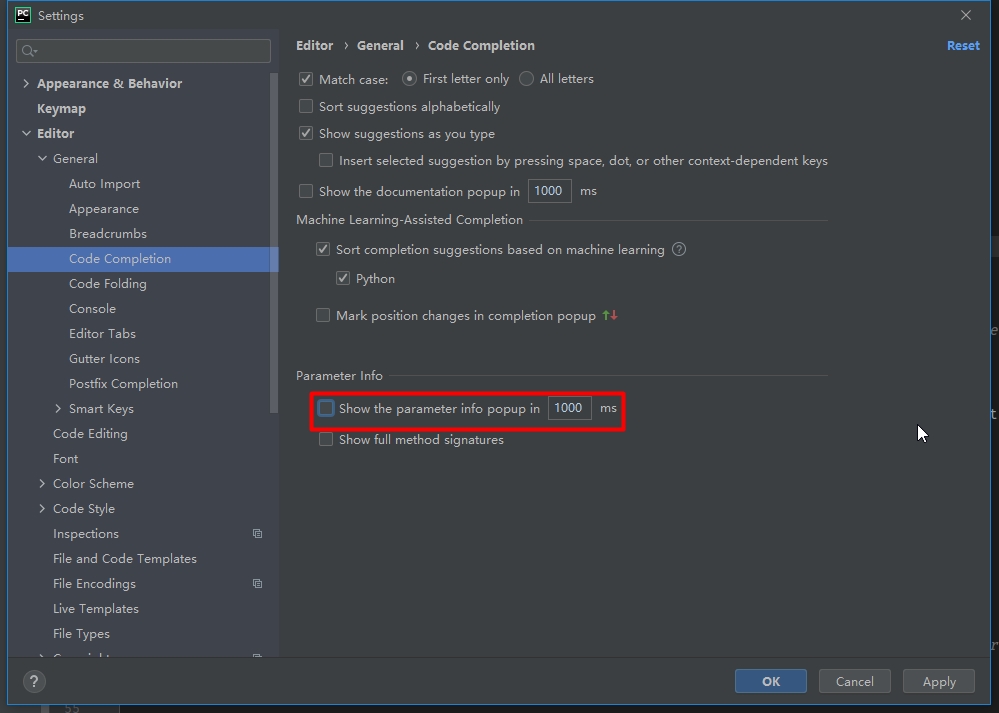 PC Settings
Editor › General › Code Completion Reset
Appearance & Behavior
Keymap
Editor
General
Auto Import
Appearance
Breadcrumbs
Code Completion
Code Folding
Console
Editor Tabs
Gutter Icons
Postfix Completion
Smart Keys
Code Editing
Font
Color Scheme
Code Style
Inspections
File and Code Templates
File Encodings
Live Templates
File Types
Match case: First letter only All letters
Sort suggestions alphabetically
Show suggestions as you type
Insert selected suggestion by pressing space, dot, or other context-dependent keys
Show the documentation popup in 1000 ms
Machine Learning-Assisted Completion
Sort completion suggestions based on machine learning ?
Python
Mark position changes in completion popup
Parameter Info
Show the parameter info popup in 1000 ms
Show full method signatures
? OK Cancel Apply
55